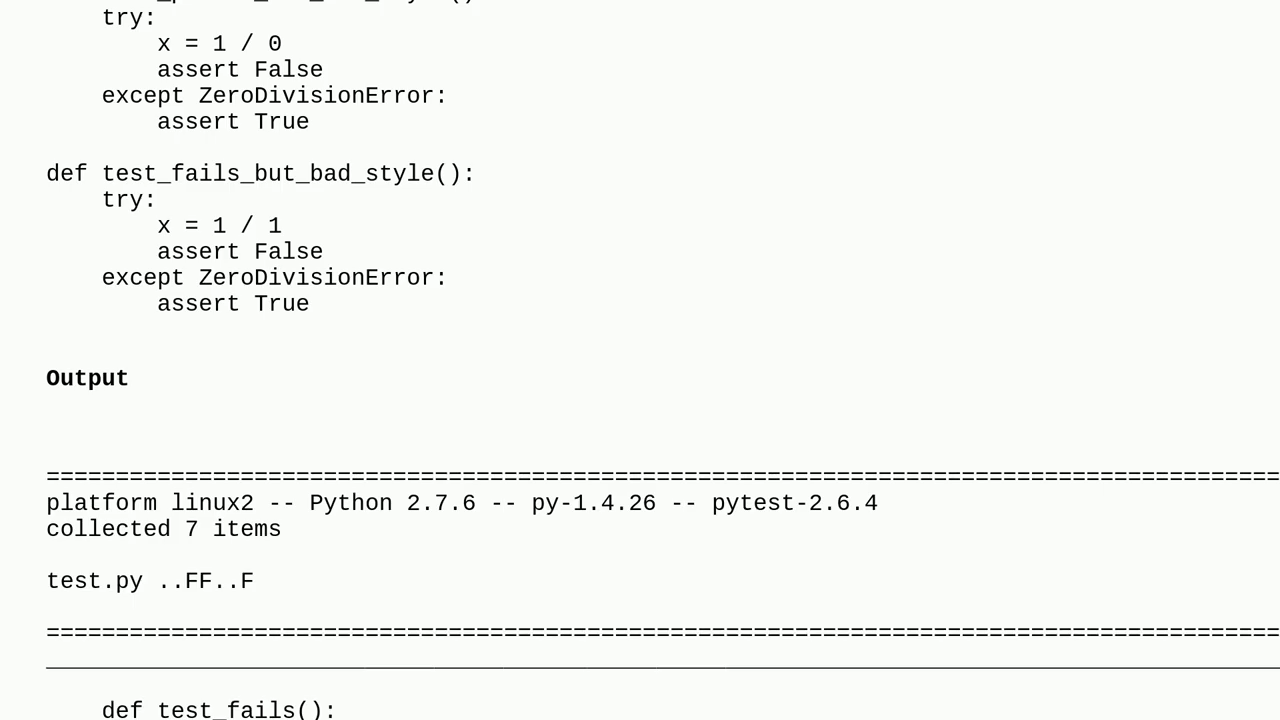 try:
x = 1 / 0
assert False
except ZeroDivisionError:
assert True
def test_fails_but_bad_style():
try:
x = 1 / 1
assert False
except ZeroDivisionError:
assert True
Output
==========================================================================================
platform linux2 -- Python 2.7.6 -- py-1.4.26 -- pytest-2.6.4
collected 7 items
test.py ..FF..F
==========================================================================================
def test_fails():